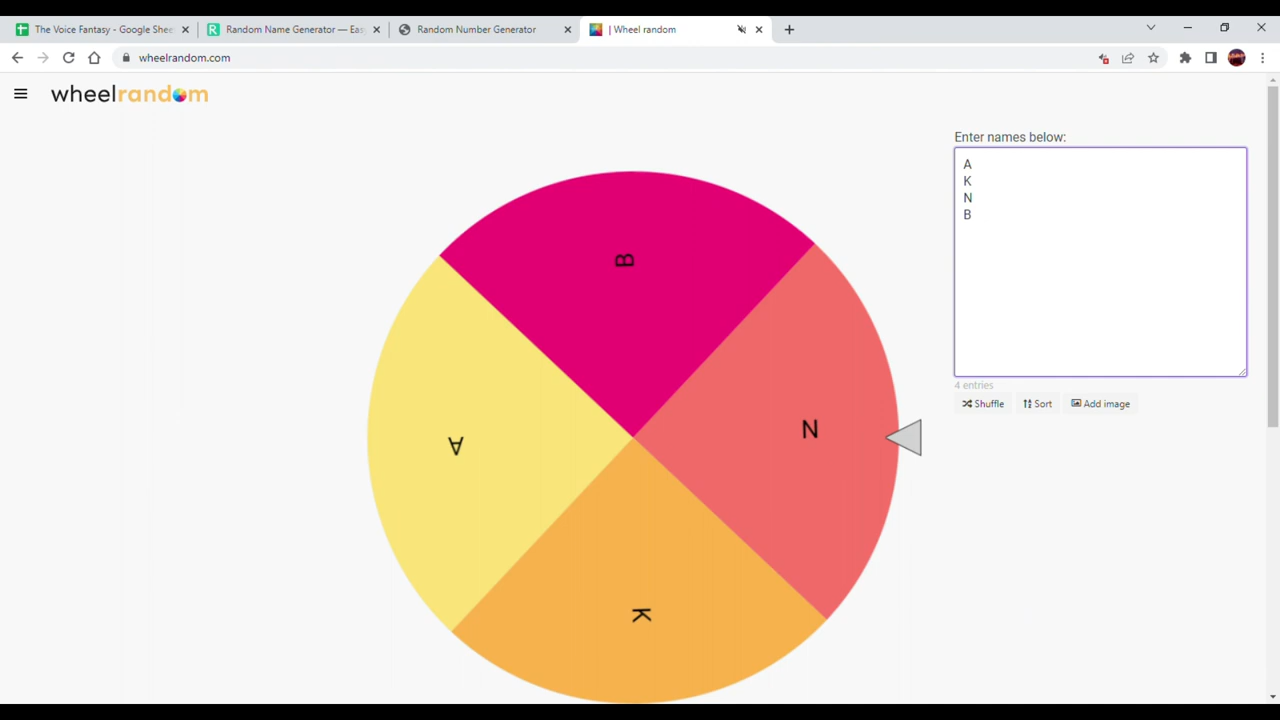 The Voice Fantasy - Google Shee
Random Name Generator — Eas
Random Number Generator
| Wheel random
wheelrandom.com
wheelrandom
Enter names below:
A
K
N
B
4 entries
Shuffle
Sort
Add image
B
N
A
K